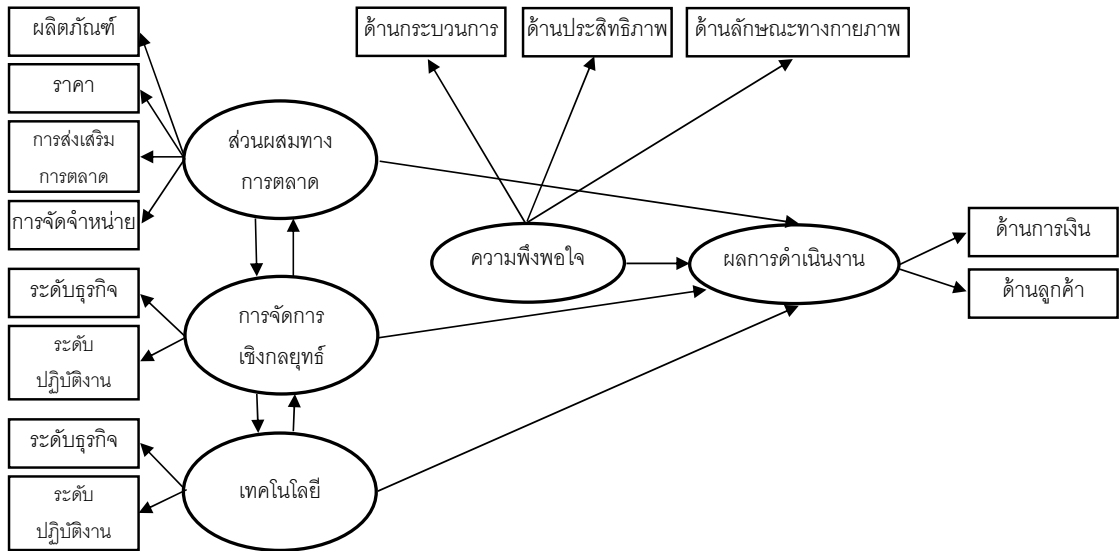 ผลิตภัณฑ์
ราคา
การส่งเสริม
การตลาด
การจัดจำหน่าย
ระดับธุรกิจ
ระดับ
ปฏิบัติงาน
ระดับธุรกิจ
ระดับ
ปฏิบัติงาน
ส่วนผสมทาง
การตลาด
การจัดการ
เชิงกลยุทธ์
เทคโนโลยี
ด้านกระบวนการ
ด้านประสิทธิภาพ
ด้านลักษณะทางกายภาพ
ความพึงพอใจ
ผลการดำเนินงาน
ด้านการเงิน
ด้านลูกค้า